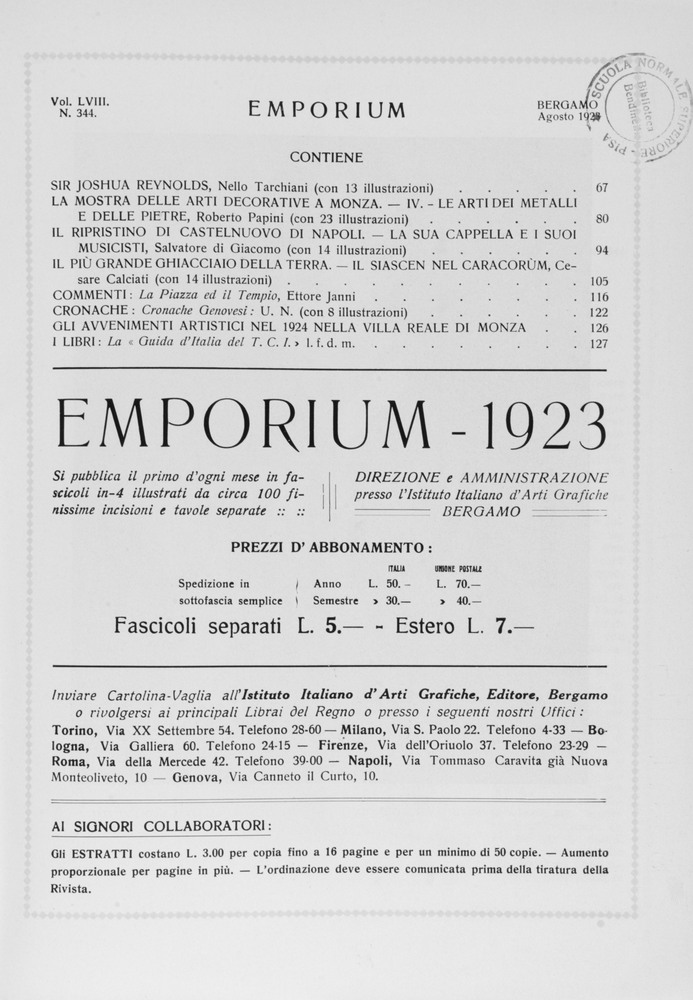 Vol. LVIII.
N. 344.
EMPORIUM
BERGAMO
Agosto 1923
SCUOLA NORMALE SUPERIORE - PISA
Biblioteca
CONTIENE
SIR JOSHUA REYNOLDS, Nello Tarchiani (con 13 illustrazioni) . . . . . 67
LA MOSTRA DELLE ARTI DECORATIVE A MONZA. — IV. - LE ARTI DEI METALLI
E DELLE PIETRE, Roberto Papini (con 23 illustrazioni) . . . . . . 80
IL RIPRISTINO DI CASTELNUOVO DI NAPOLI. — LA SUA CAPPELLA E I SUOI
MUSICISTI, Salvatore di Giacomo (con 14 illustrazioni) . . . . . . 94
IL PIÙ GRANDE GHIACCIAIO DELLA TERRA. — IL SIASCEN NEL CARACORÙM, Ce-
sare Calciati (con 14 illustrazioni) . . . . . . . . . . . 105
COMMENTI: La Piazza ed il Tempio, Ettore Janni . . . . . . . . 116
CRONACHE: Cronache Genovesi: U. N. (con 8 illustrazioni) . . . . . . 122
GLI AVVENIMENTI ARTISTICI NEL 1924 NELLA VILLA REALE DI MONZA . . 126
I LIBRI: La « Guida d'Italia del T. C. I. » l. f. d. m. . . . . . . . . 127
EMPORIUM - 1923
Si pubblica il primo d'ogni mese in fa-
scicoli in-4 illustrati da circa 100 fi-
nissime incisioni e tavole separate :: ::
DIREZIONE e AMMINISTRAZIONE
presso l'Istituto Italiano d'Arti Grafiche
BERGAMO
PREZZI D'ABBONAMENTO:
ITALIA UNIONE POSTALE
Spedizione in ( Anno L. 50.- L. 70.—
sottofascia semplice ) Semestre » 30.— » 40.—
Fascicoli separati L. 5.— - Estero L. 7.—
Inviare Cartolina-Vaglia all'Istituto Italiano d'Arti Grafiche, Editore, Bergamo
o rivolgersi ai principali Librai del Regno o presso i seguenti nostri Uffici:
Torino, Via XX Settembre 54. Telefono 28-60 — Milano, Via S. Paolo 22. Telefono 4-33 — Bo-
logna, Via Galliera 60. Telefono 24-15 — Firenze, Via dell'Oriuolo 37. Telefono 23-29 —
Roma, Via della Mercede 42. Telefono 39-00 — Napoli, Via Tommaso Caravita già Nuova
Monteoliveto, 10 — Genova, Via Canneto il Curto, 10.
AI SIGNORI COLLABORATORI:
Gli ESTRATTI costano L. 3.00 per copia fino a 16 pagine e per un minimo di 50 copie. — Aumento
proporzionale per pagine in più. — L'ordinazione deve essere comunicata prima della tiratura della
Rivista.